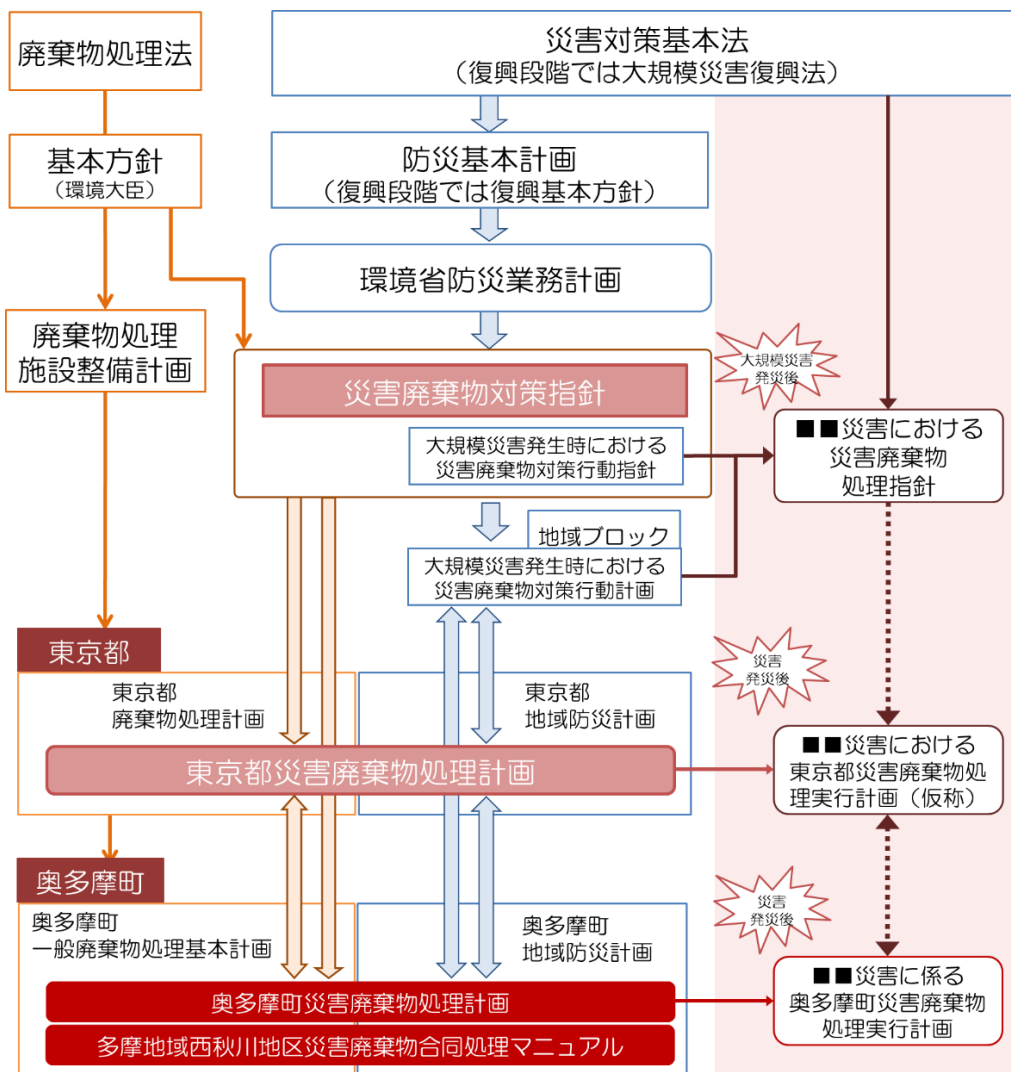 廃棄物処理法
災害対策基本法
（復興段階では大規模災害復興法）
基本方針
（環境大臣）
防災基本計画
（復興段階では復興基本方針）
環境省防災業務計画
廃棄物処理
施設整備計画
災害廃棄物対策指針
大規模災害発生時における
災害廃棄物対策行動指針
大規模災害
発災後
■■災害における
災害廃棄物
処理指針
地域ブロック
大規模災害発生時における
災害廃棄物対策行動計画
東京都
東京都
廃棄物処理計画
東京都
地域防災計画
災害
発災後
東京都災害廃棄物処理計画
■■災害における
東京都災害廃棄物処
理実行計画（仮称）
奥多摩町
奥多摩町
一般廃棄物処理基本計画
奥多摩町
地域防災計画
災害
発災後
奥多摩町災害廃棄物処理計画
多摩地域西秋川地区災害廃棄物合同処理マニュアル
■■災害に係る
奥多摩町災害廃棄物
処理実行計画